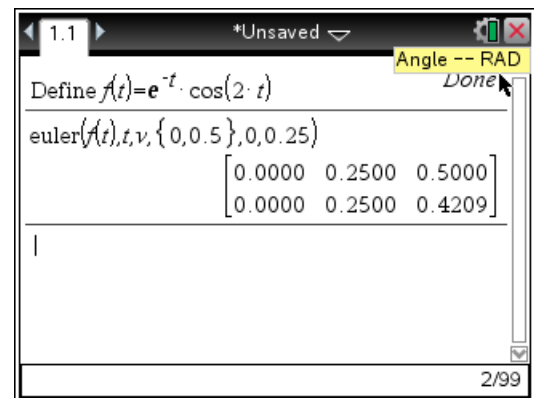 1.1 *Unsaved
Angle -- RAD
Define f(t)=e^-t · cos(2· t) Done
euler(f(t),t,v,{0,0.5},0,0.25)
[0.0000 0.2500 0.5000
0.0000 0.2500 0.4209]
2/99